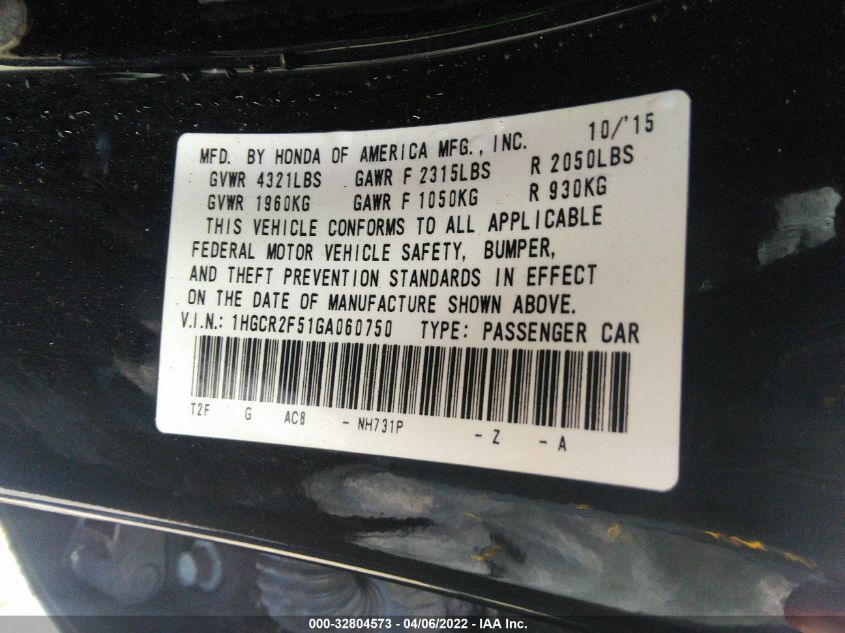 MFD. BY HONDA OF AMERICA MFG., INC. 10/'15
GVWR 4321LBS GAWR F 2315LBS R 2050LBS
GVWR 1960KG GAWR F 1050KG R 930KG
THIS VEHICLE CONFORMS TO ALL APPLICABLE
FEDERAL MOTOR VEHICLE SAFETY, BUMPER,
AND THEFT PREVENTION STANDARDS IN EFFECT
ON THE DATE OF MANUFACTURE SHOWN ABOVE.
V.I.N.: 1HGCR2F51GA060750 TYPE: PASSENGER CAR
T2F G AC8 - NH731P - Z - A
000-32804573 - 04/06/2022 - IAA Inc.